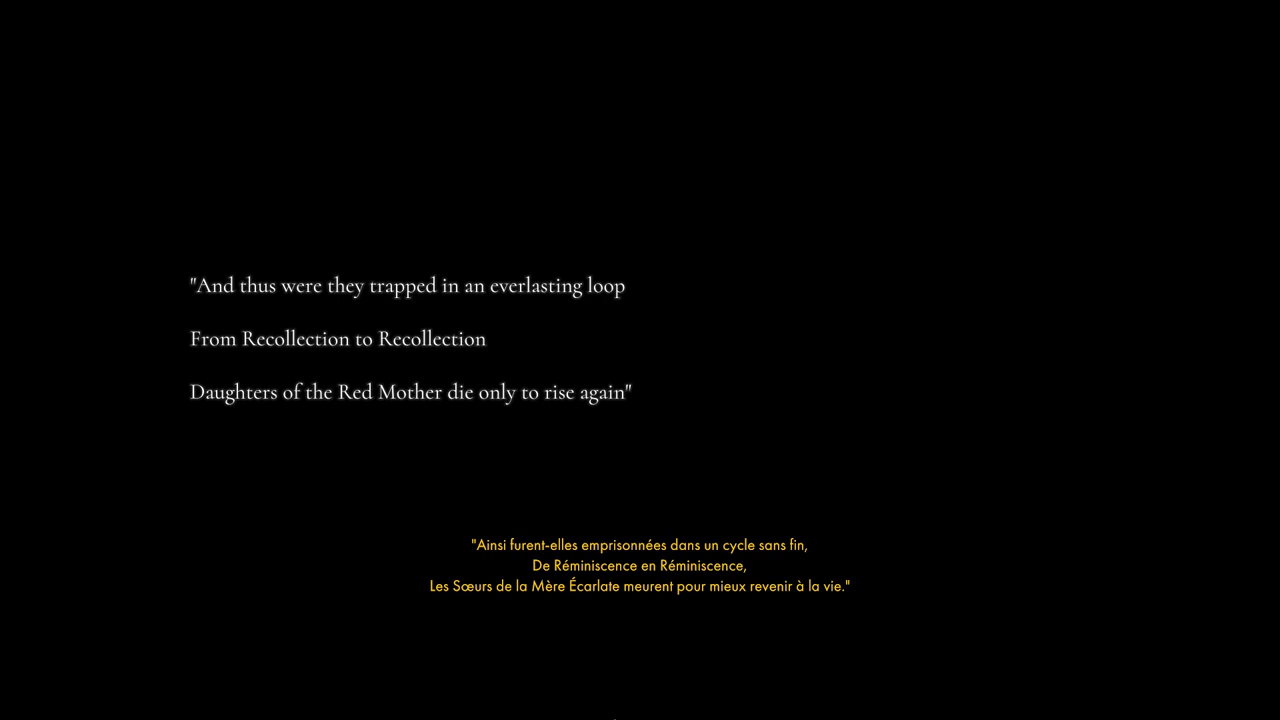 "And thus were they trapped in an everlasting loop
From Recollection to Recollection
Daughters of the Red Mother die only to rise again"
"Ainsi furent-elles emprisonnées dans un cycle sans fin,
De Réminiscence en Réminiscence,
Les Sœurs de la Mère Écarlate meurent pour mieux revenir à la vie."